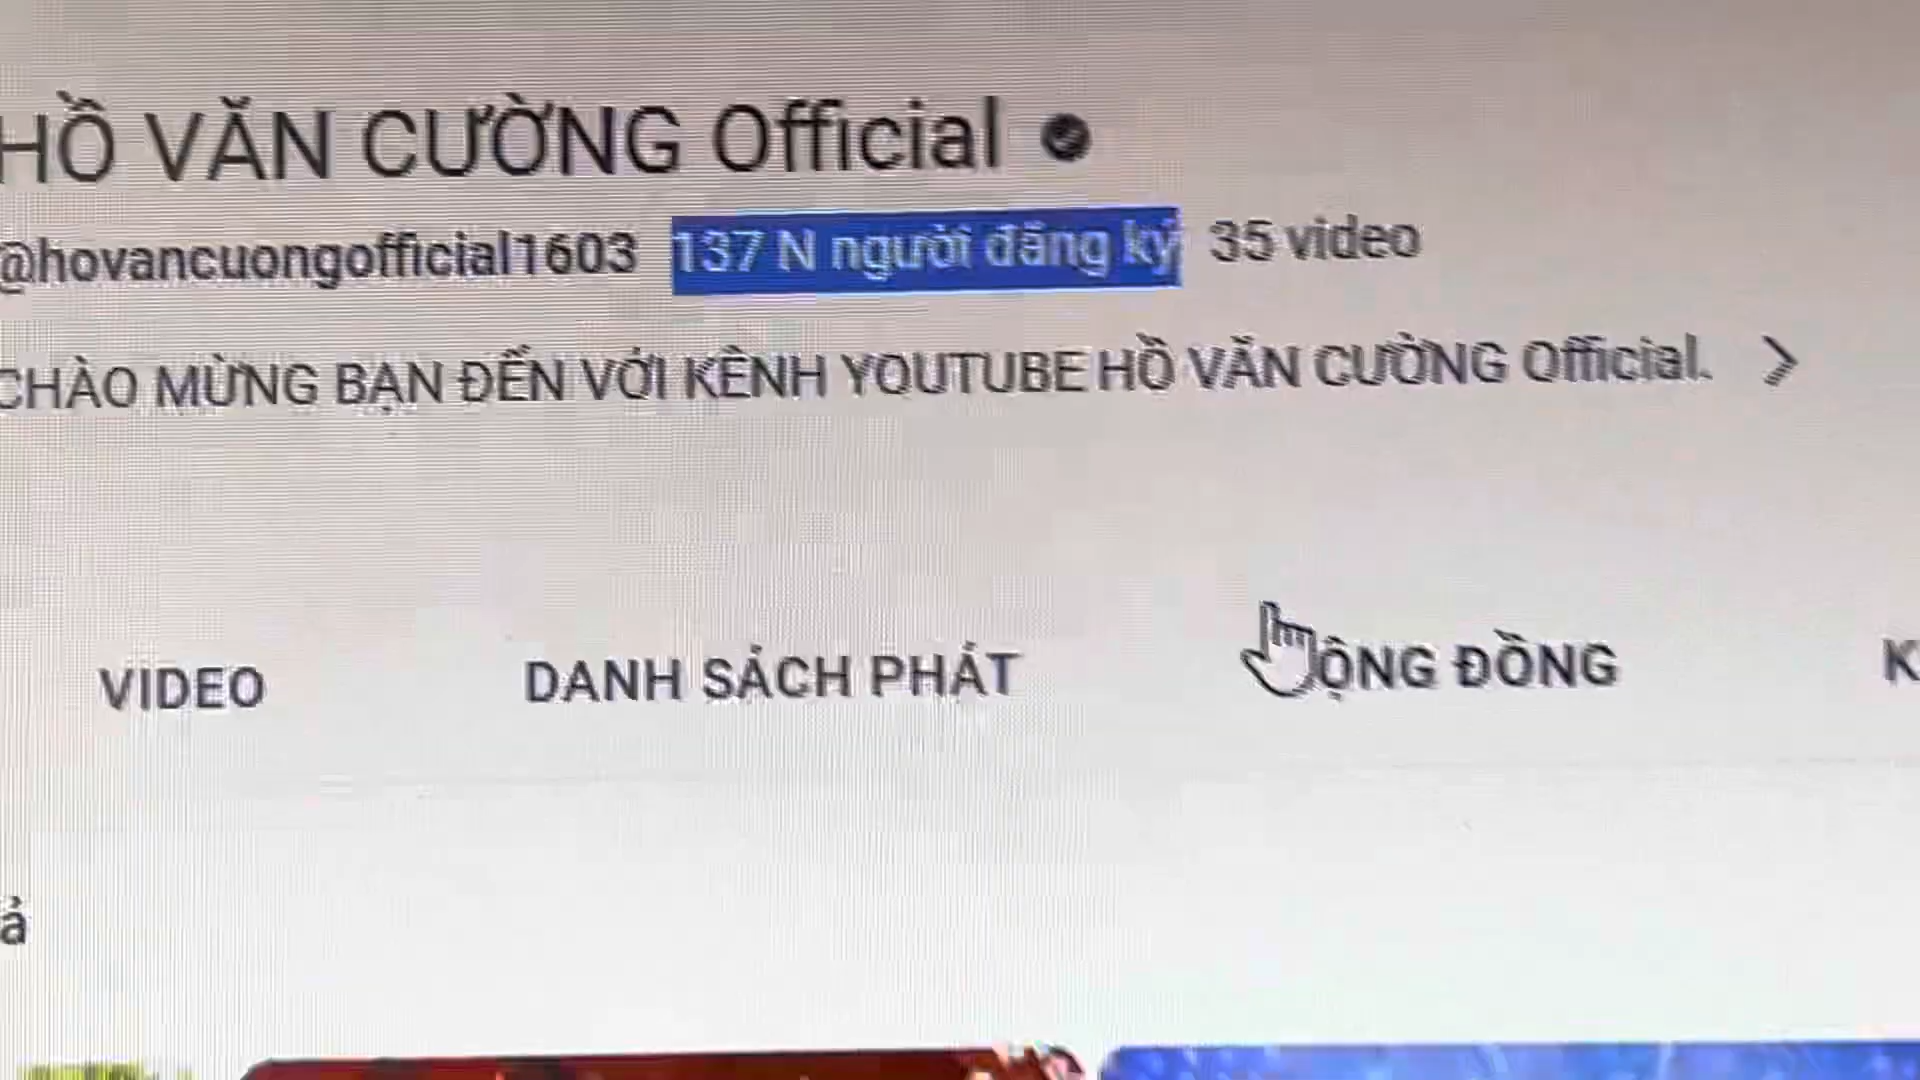 HỒ VĂN CƯỜNG Official
@hovancuongofficial1603 137 N người đăng ký 35 video
CHÀO MỪNG BẠN ĐẾN VỚI KÊNH YOUTUBE HỒ VĂN CƯỜNG Official.
VIDEO DANH SÁCH PHÁT ỘNG ĐỒNG K
ả